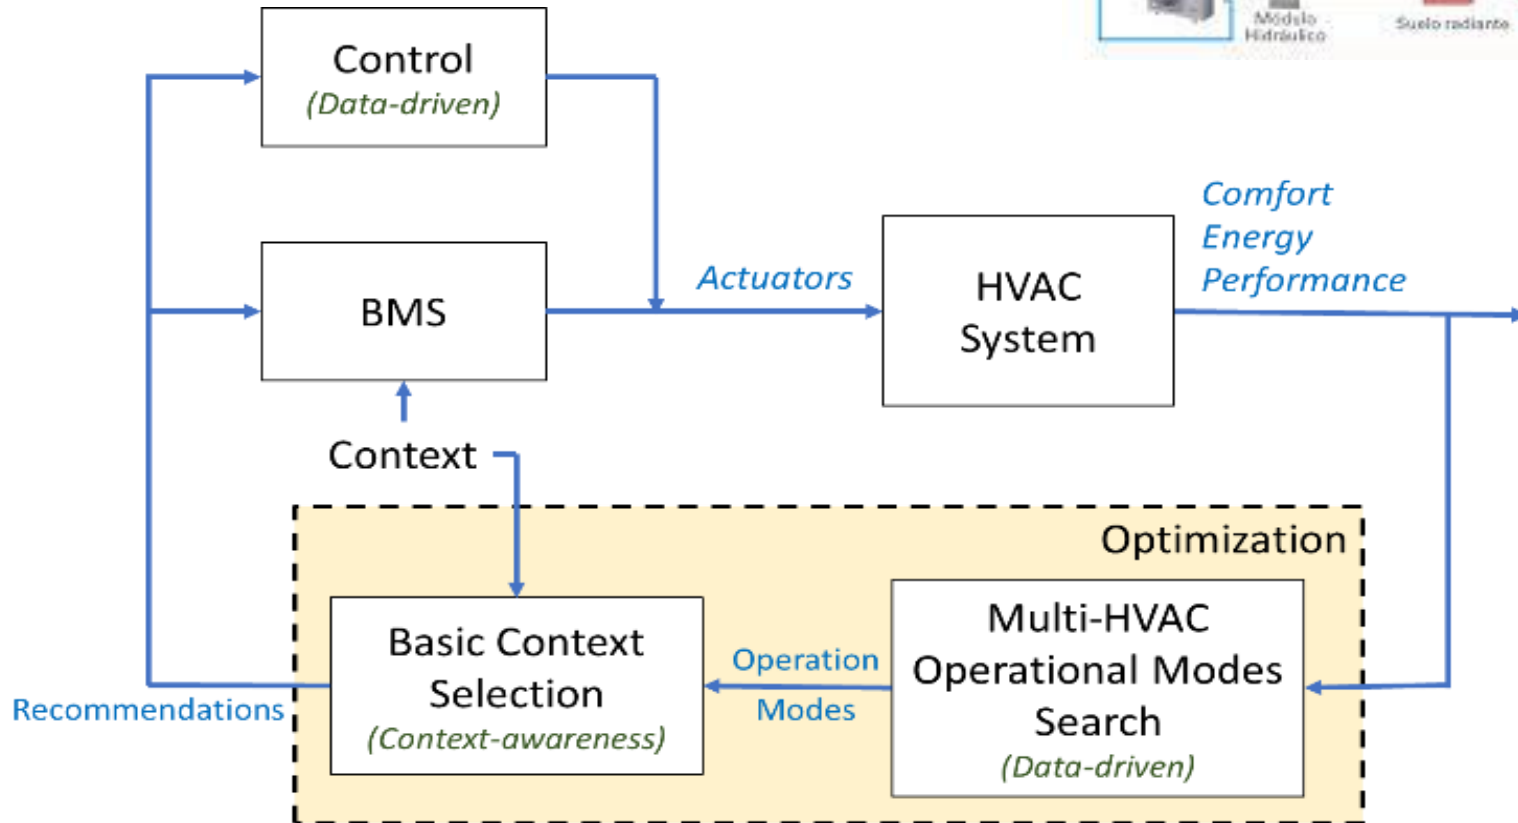 Módulo
Hidráulico
Suelo radiante
Control
(Data-driven)
Comfort
Energy
Performance
Actuators
HVAC
System
BMS
Context
Optimization
Multi-HVAC
Operational Modes
Search
(Data-driven)
Basic Context
Selection
(Context-awareness)
Operation
Modes
Recommendations